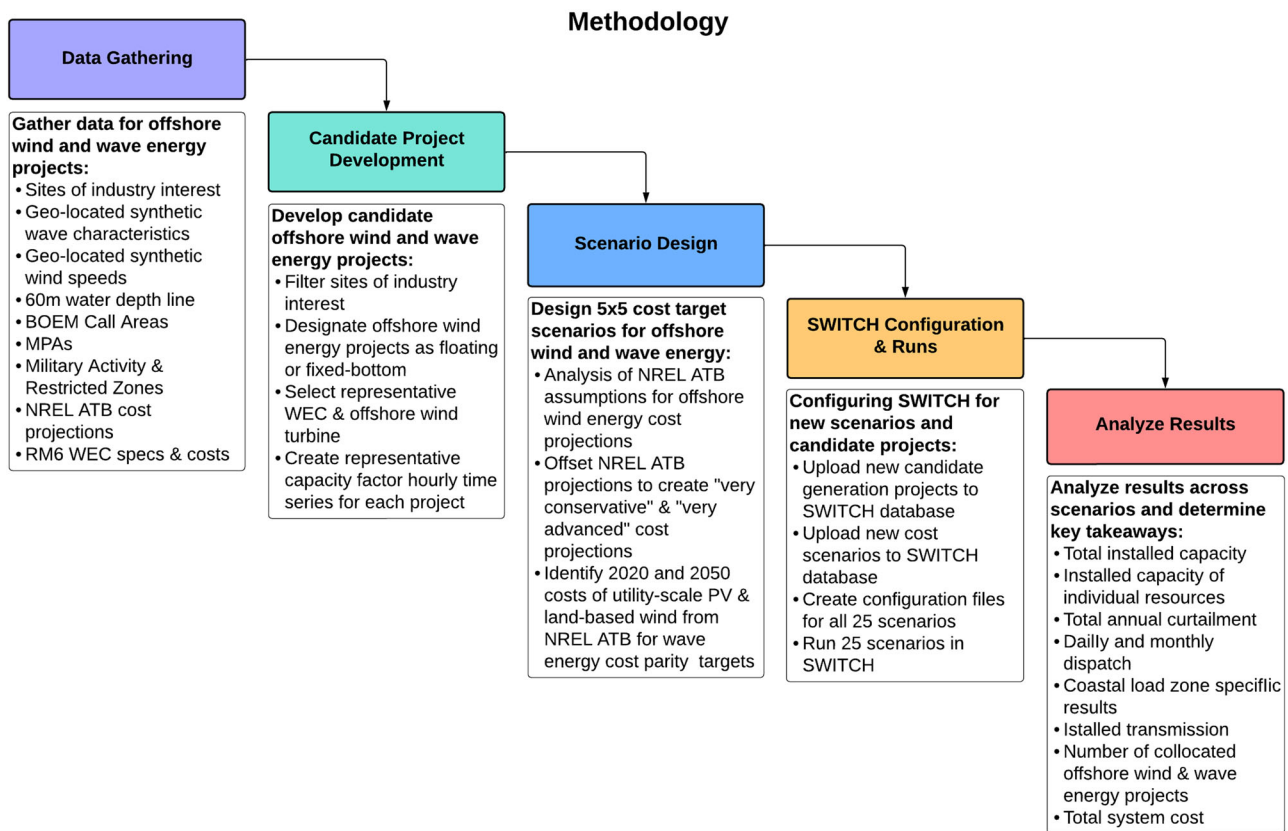 Methodology
Data Gathering
Gather data for offshore
wind and wave energy
projects:
• Sites of industry interest
• Geo-located synthetic
wave characteristics
• Geo-located synthetic
wind speeds
• 60m water depth line
• BOEM Call Areas
• MPAs
• Military Activity &
Restricted Zones
• NREL ATB cost
projections
• RM6 WEC specs & costs
Candidate Project
Development
Develop candidate
offshore wind and wave
energy projects:
• Filter sites of industry
interest
• Designate offshore wind
energy projects as floating
or fixed-bottom
• Select representative
WEC & offshore wind
turbine
• Create representative
capacity factor hourly time
series for each project
Scenario Design
Design 5x5 cost target
scenarios for offshore
wind and wave energy:
• Analysis of NREL ATB
assumptions for offshore
wind energy cost
projections
• Offset NREL ATB
projections to create "very
conservative" & "very
advanced" cost
projections
• Identify 2020 and 2050
costs of utility-scale PV &
land-based wind from
NREL ATB for wave
energy cost parity targets
SWITCH Configuration
& Runs
Configuring SWITCH for
new scenarios and
candidate projects:
• Upload new candidate
generation projects to
SWITCH database
• Upload new cost
scenarios to SWITCH
database
• Create configuration files
for all 25 scenarios
• Run 25 scenarios in
SWITCH
Analyze Results
Analyze results across
scenarios and determine
key takeaways:
• Total installed capacity
• Installed capacity of
individual resources
• Total annual curtailment
• Dailly and monthly
dispatch
• Coastal load zone speciflic
results
• Istalled transmission
• Number of collocated
offshore wind & wave
energy projects
• Total system cost